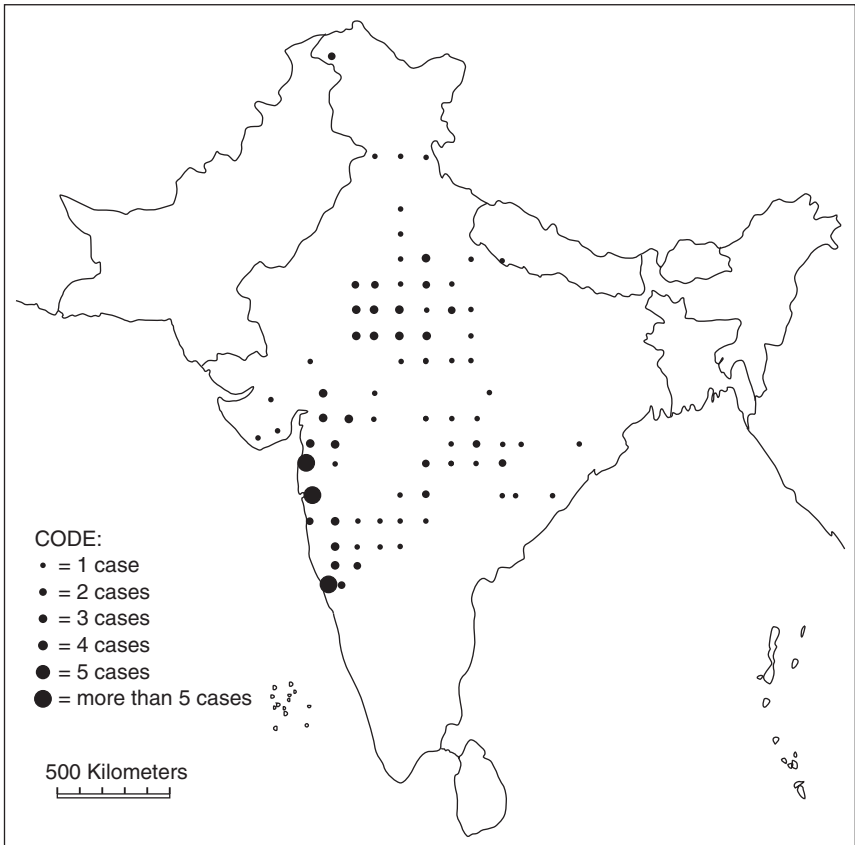 CODE:
= 1 case
= 2 cases
= 3 cases
= 4 cases
= 5 cases
= more than 5 cases
500 Kilometers